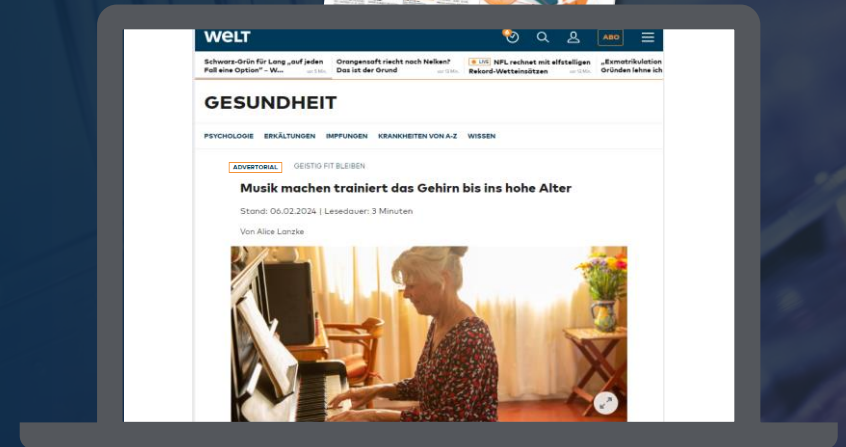 WELT
6
ABO
Schwarz-Grün für Lang „auf jeden
Fall eine Option" – W...
Orangensaft riecht nach Nelken?
Das ist der Grund
LIVE NFL rechnet mit elfstelligen
Rekord-Wetteinsätzen
„Exmatrikulation
Gründen lehne ich
GESUNDHEIT
PSYCHOLOGIE ERKÄLTUNGEN IMPFUNGEN KRANKHEITEN VON A-Z WISSEN
ADVERTORIAL GEISTIG FIT BLEIBEN
Musik machen trainiert das Gehirn bis ins hohe Alter
Stand: 06.02.2024 | Lesedauer: 3 Minuten
Von Alice Lanzke